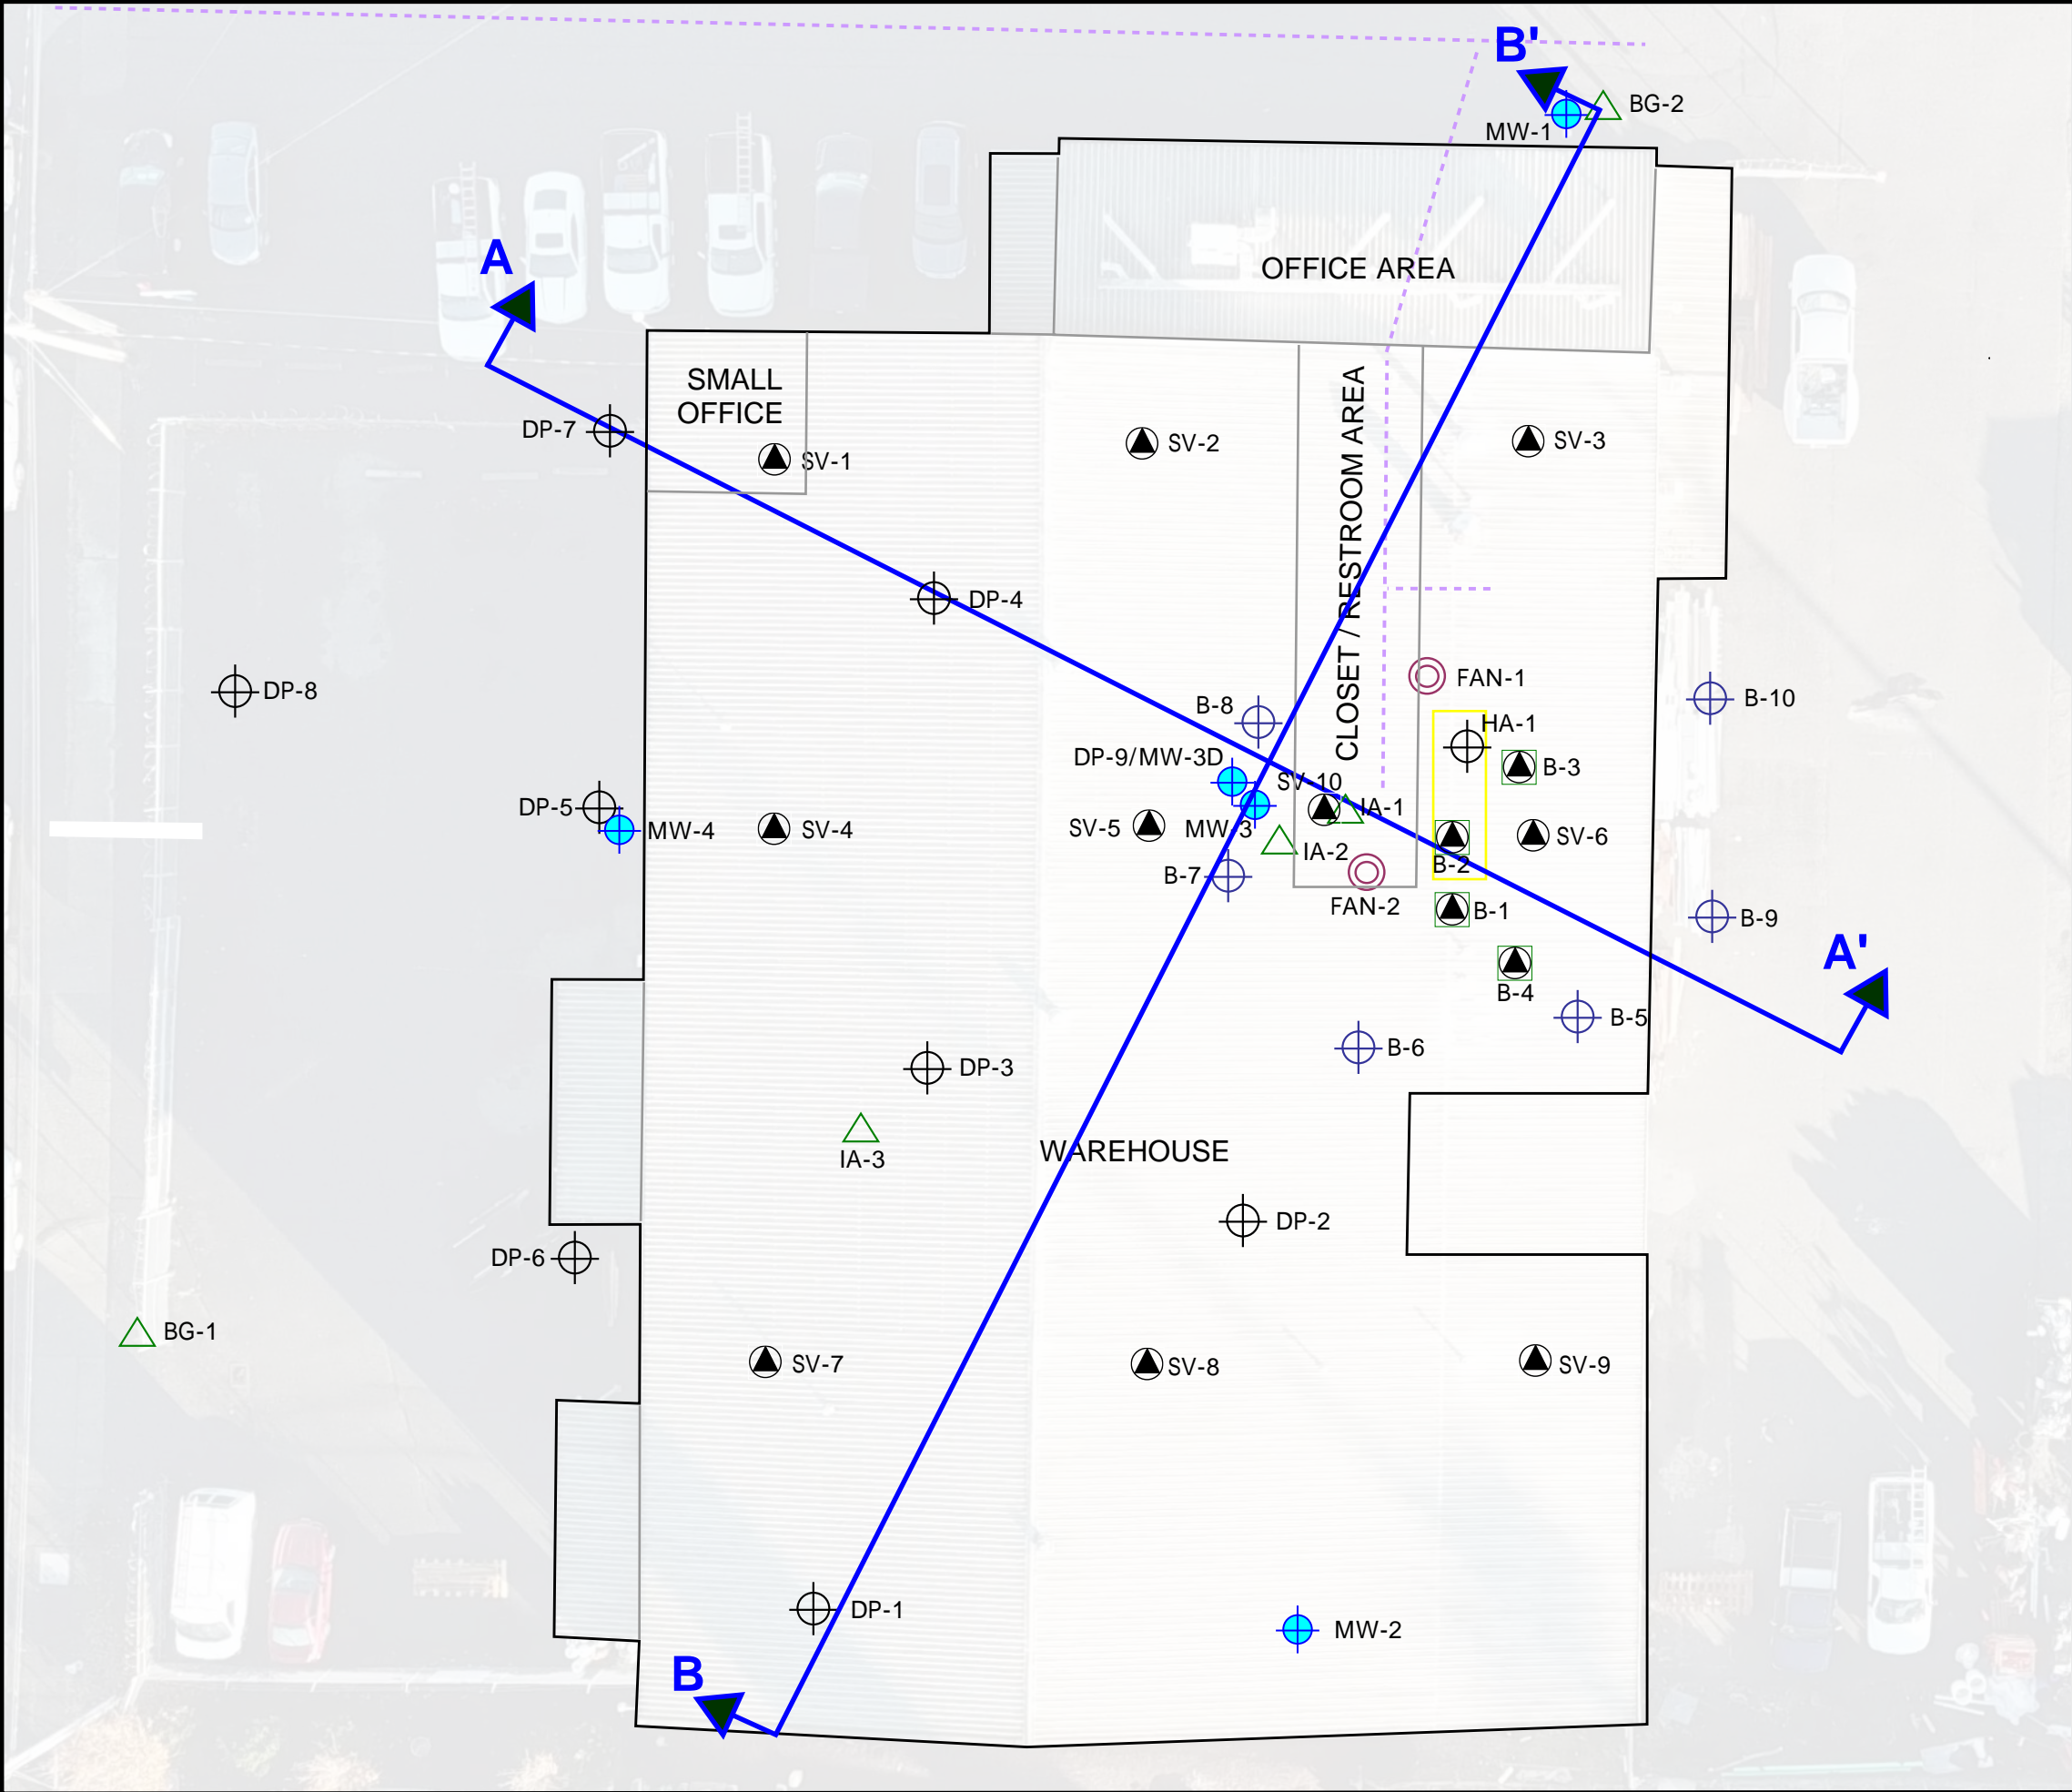 B'
BG-2
MW-1
A
OFFICE AREA
SMALL
OFFICE
DP-7
SV-1
SV-2
CLOSET / RESTROOM AREA
SV-3
DP-4
DP-8
FAN-1
B-10
B-8
HA-1
DP-9/MW-3D
B-3
SV-10
IA-1
DP-5
MW-4
SV-4
SV-5
MW-3
SV-6
IA-2
B-2
B-7
FAN-2
B-1
B-9
A'
B-4
B-5
B-6
DP-3
WAREHOUSE
IA-3
DP-2
DP-6
BG-1
SV-7
SV-8
SV-9
DP-1
MW-2
B